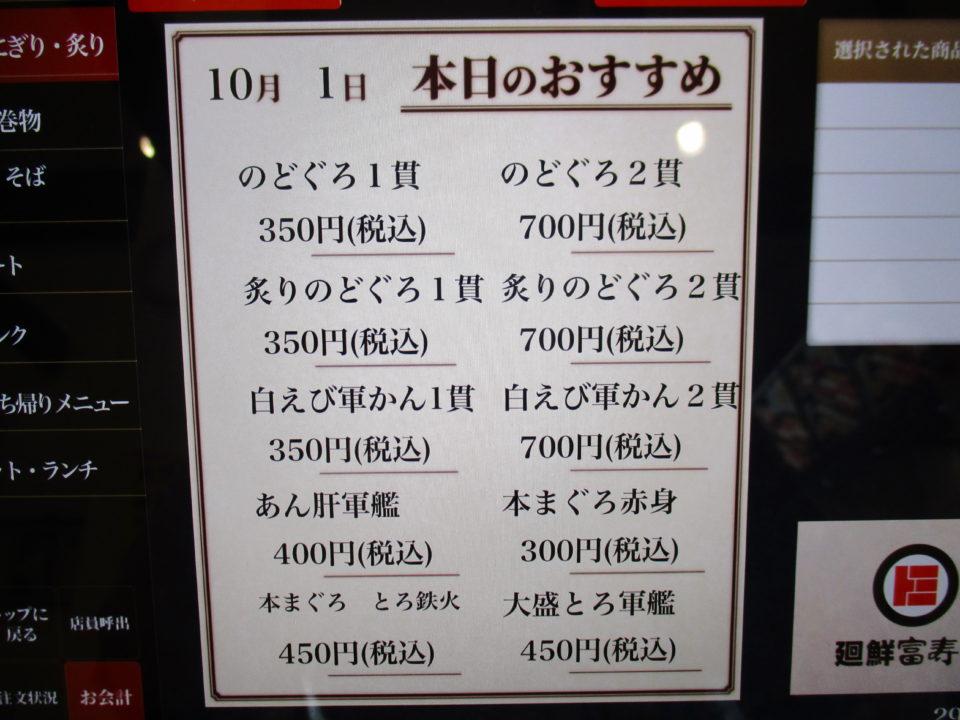 にぎり・炙り
巻物
そば
ート
ンク
ち帰りメニュー
ット・ランチ
トップに
戻る
店員呼出
注文状況
お会計
10月 1日 本日のおすすめ
のどぐろ1貫 のどぐろ2貫
350円(税込) 700円(税込)
炙りのどぐろ1貫 炙りのどぐろ2貫
350円(税込) 700円(税込)
白えび軍かん1貫 白えび軍かん2貫
350円(税込) 700円(税込)
あん肝軍艦 本まぐろ赤身
400円(税込) 300円(税込)
本まぐろ とろ鉄火 大盛とろ軍艦
450円(税込) 450円(税込)
選択された商品
廻鮮富寿